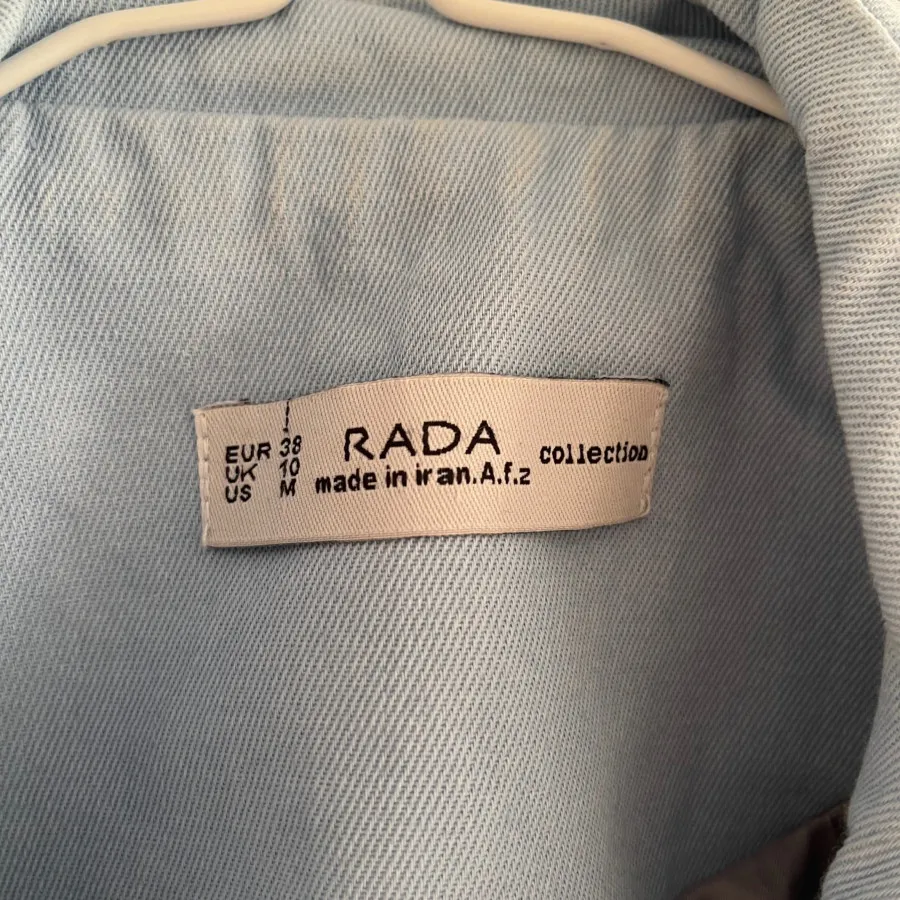 EUR 38
UK 10
US M
RADA
made in iran.A.f.z
collection